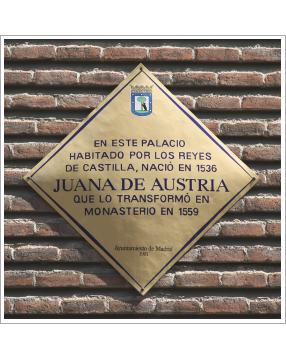 EN ESTE PALACIO
HABITADO POR LOS REYES
DE CASTILLA, NACIÓ EN 1536
JUANA DE AUSTRIA
QUE LO TRANSFORMÓ EN
MONASTERIO EN 1559
Ayuntamiento de Madrid